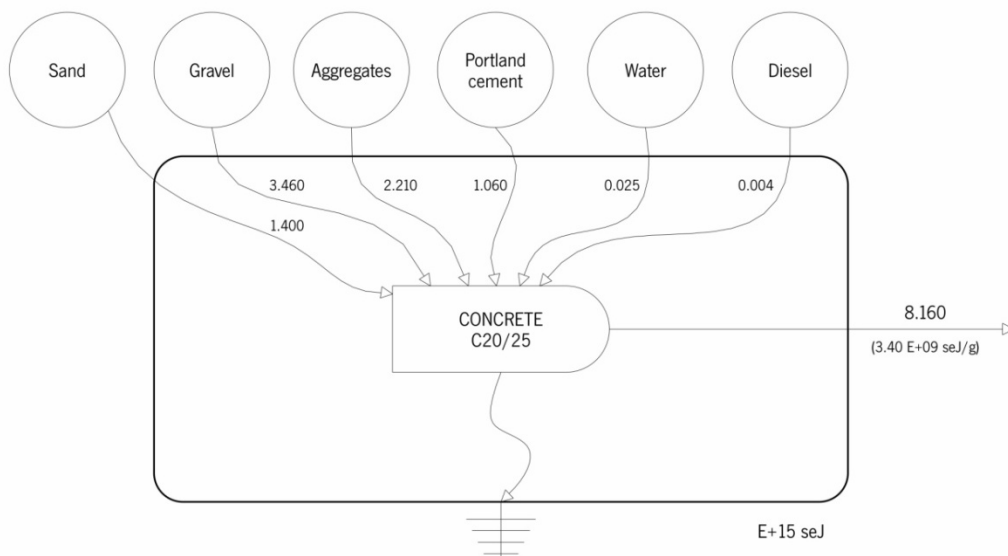 Sand
Gravel
Aggregates
Portland
cement
Water
Diesel
3.460
2.210
1.060
0.025
0.004
1.400
CONCRETE
C20/25
8.160
(3.40 E+09 seJ/g)
E+15 seJ